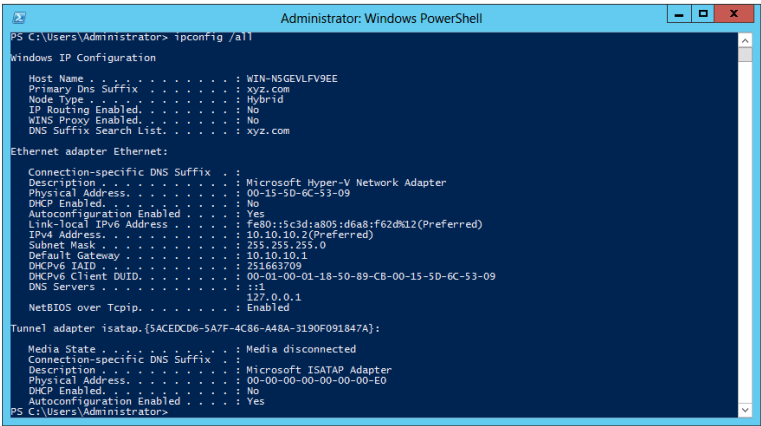 Administrator: Windows PowerShell
PS C:\Users\Administrator> ipconfig /all
Windows IP Configuration
Host Name . . . . . . . . . . . . : WIN-N5GEVLFV9EE
Primary Dns Suffix . . . . . . . : xyz.com
Node Type . . . . . . . . . . . . : Hybrid
IP Routing Enabled. . . . . . . . : No
WINS Proxy Enabled. . . . . . . . : No
DNS Suffix Search List. . . . . . : xyz.com
Ethernet adapter Ethernet:
Connection-specific DNS Suffix . :
Description . . . . . . . . . . . : Microsoft Hyper-V Network Adapter
Physical Address. . . . . . . . . : 00-15-5D-6C-53-09
DHCP Enabled. . . . . . . . . . . : No
Autoconfiguration Enabled . . . . : Yes
Link-local IPv6 Address . . . . . : fe80::5c3d:a805:d6a8:f62d%12(Preferred)
IPv4 Address. . . . . . . . . . . : 10.10.10.2(Preferred)
Subnet Mask . . . . . . . . . . . : 255.255.255.0
Default Gateway . . . . . . . . . : 10.10.10.1
DHCPv6 IAID . . . . . . . . . . . : 251663709
DHCPv6 Client DUID. . . . . . . . : 00-01-00-01-18-50-89-CB-00-15-5D-6C-53-09
DNS Servers . . . . . . . . . . . : ::1
127.0.0.1
NetBIOS over Tcpip. . . . . . . . : Enabled
Tunnel adapter isatap.{5ACEDCD6-5A7F-4C86-A48A-3190F091847A}:
Media State . . . . . . . . . . . : Media disconnected
Connection-specific DNS Suffix . :
Description . . . . . . . . . . . : Microsoft ISATAP Adapter
Physical Address. . . . . . . . . : 00-00-00-00-00-00-00-E0
DHCP Enabled. . . . . . . . . . . : No
Autoconfiguration Enabled . . . . : Yes
PS C:\Users\Administrator>